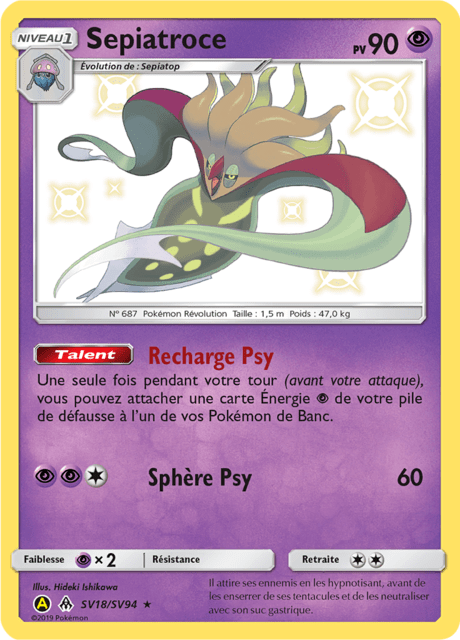 NIVEAU 1 Sepiatroce PV 90
Évolution de : Sepiatop
N° 687 Pokémon Révolution Taille : 1,5 m Poids : 47,0 kg
Talent Recharge Psy
Une seule fois pendant votre tour (avant votre attaque),
vous pouvez attacher une carte Énergie de votre pile
de défausse à l'un de vos Pokémon de Banc.
Sphère Psy 60
Faiblesse × 2 Résistance Retraite
Illus. Hideki Ishikawa
A SV18/SV94 ★
©2019 Pokémon
Il attire ses ennemis en les hypnotisant, avant de
les enserrer de ses tentacules et de les neutraliser
avec son suc gastrique.